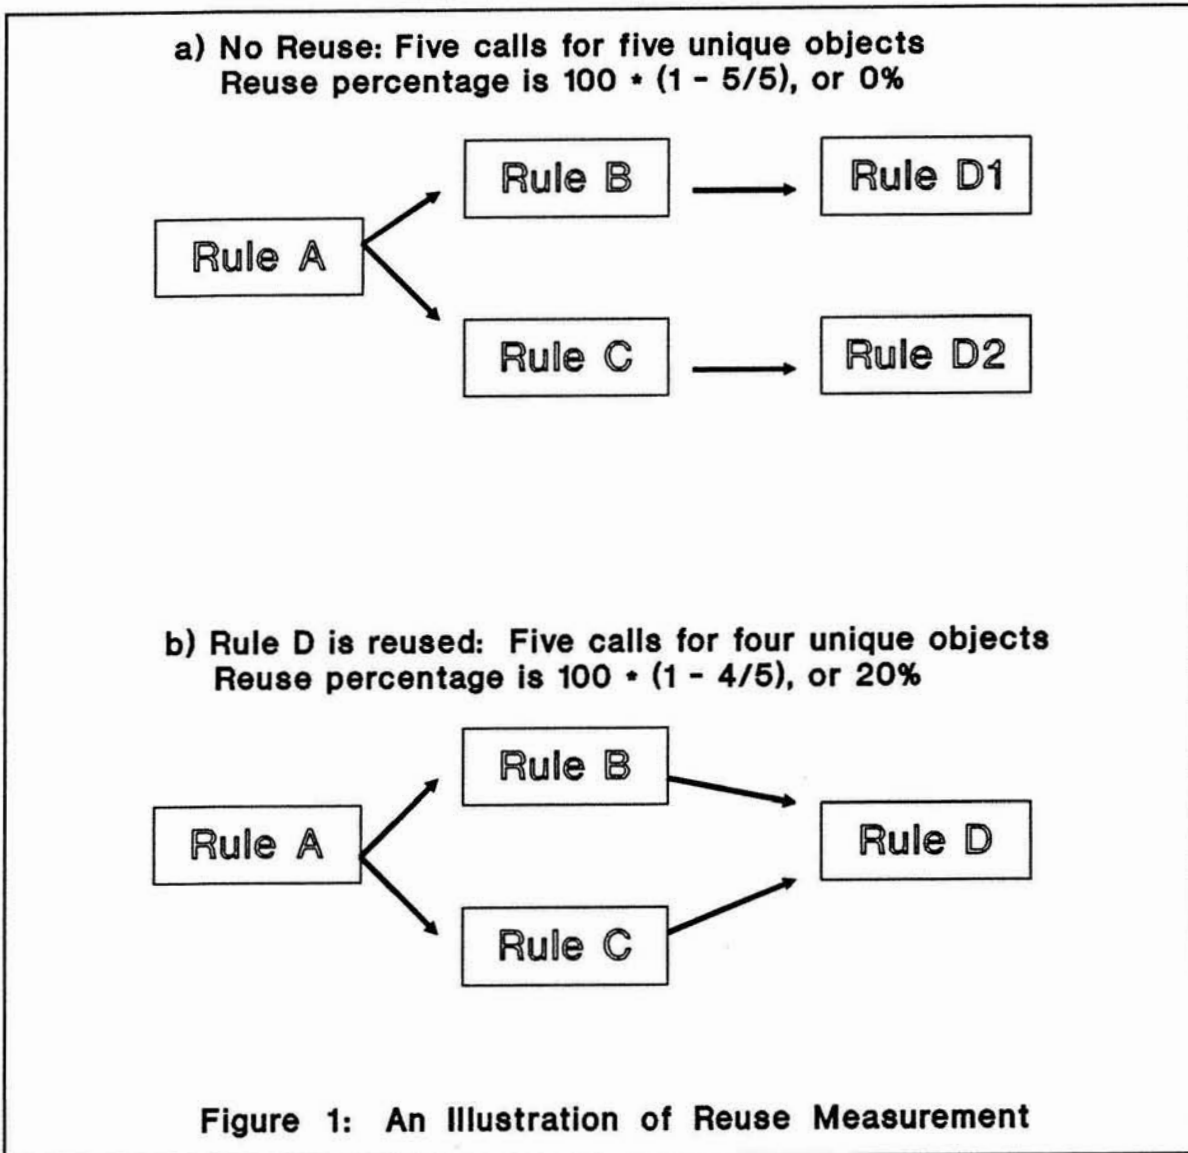 a) No Reuse: Five calls for five unique objects
Reuse percentage is 100 * (1 - 5/5), or 0%
Rule B
Rule D1
Rule A
Rule C
Rule D2
b) Rule D is reused: Five calls for four unique objects
Reuse percentage is 100 * (1 - 4/5), or 20%
Rule B
Rule A
Rule D
Rule C
Figure 1: An Illustration of Reuse Measurement